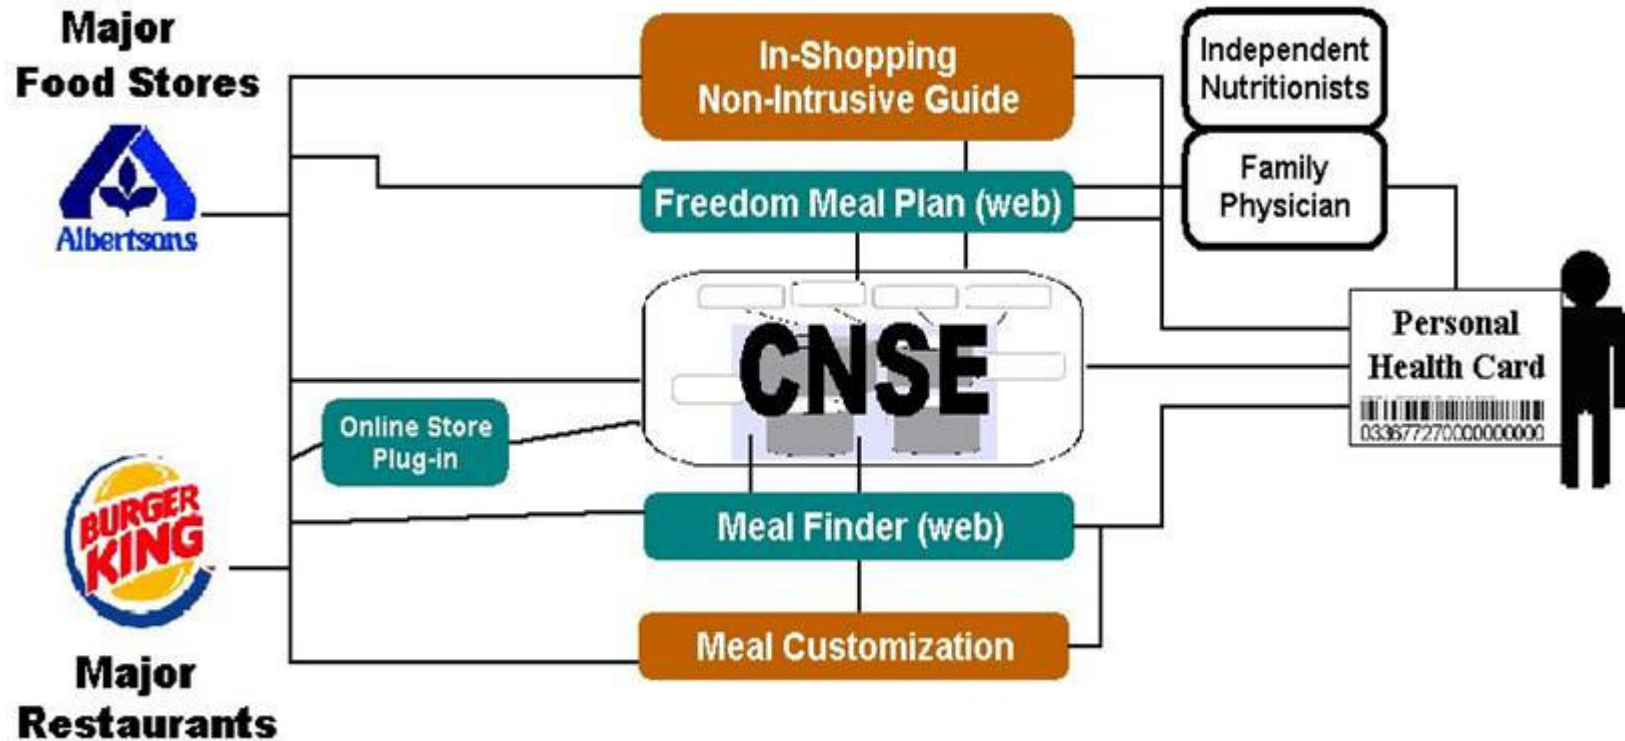 Major
Food Stores
Albertsons
BURGER
KING
Major
Restaurants
Online Store
Plug-in
In-Shopping
Non-Intrusive Guide
Freedom Meal Plan (web)
CNSE
Meal Finder (web)
Meal Customization
Independent
Nutritionists
Family
Physician
Personal
Health Card
033677270000000000